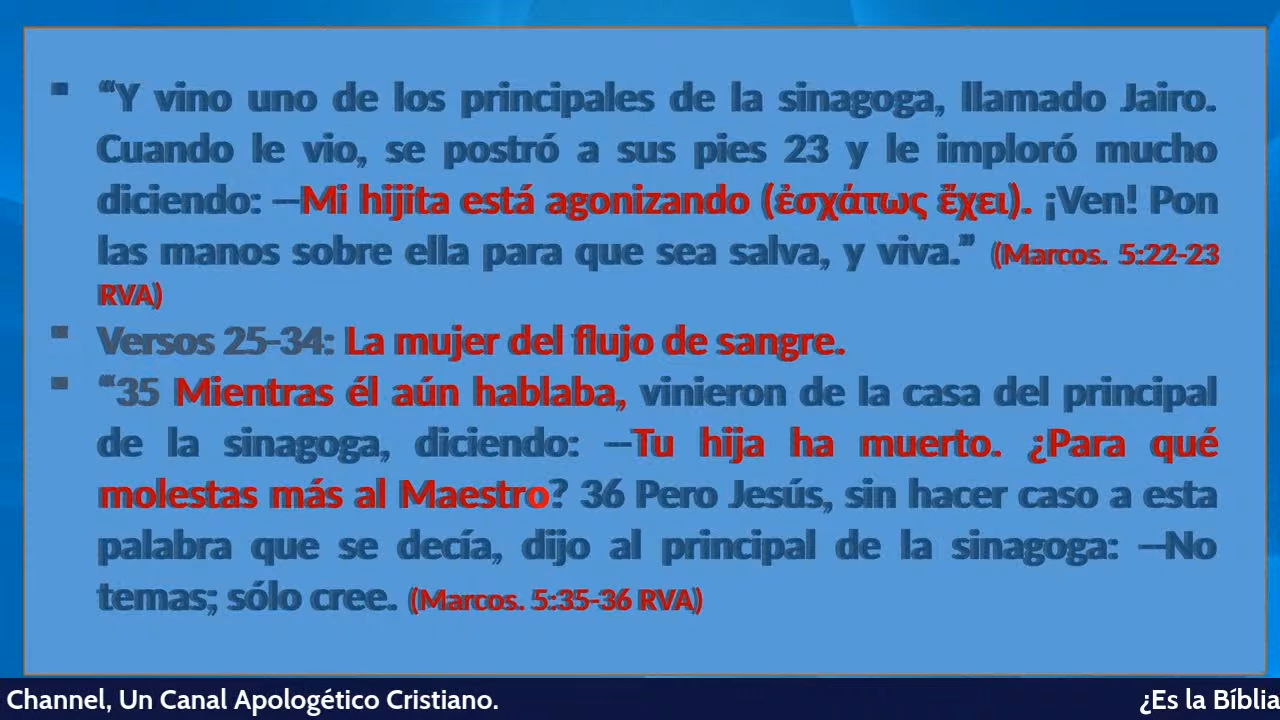 ▪ “Y vino uno de los principales de la sinagoga, llamado Jairo.
Cuando le vio, se postró a sus pies 23 y le imploró mucho
diciendo: —Mi hijita está agonizando (ἐσχάτως ἔχει). ¡Ven! Pon
las manos sobre ella para que sea salva, y viva.” (Marcos. 5:22-23
RVA)
▪ Versos 25-34: La mujer del flujo de sangre.
▪ “35 Mientras él aún hablaba, vinieron de la casa del principal
de la sinagoga, diciendo: —Tu hija ha muerto. ¿Para qué
molestas más al Maestro? 36 Pero Jesús, sin hacer caso a esta
palabra que se decía, dijo al principal de la sinagoga: —No
temas; sólo cree. (Marcos. 5:35-36 RVA)
Channel, Un Canal Apologético Cristiano.
¿Es la Bíblia